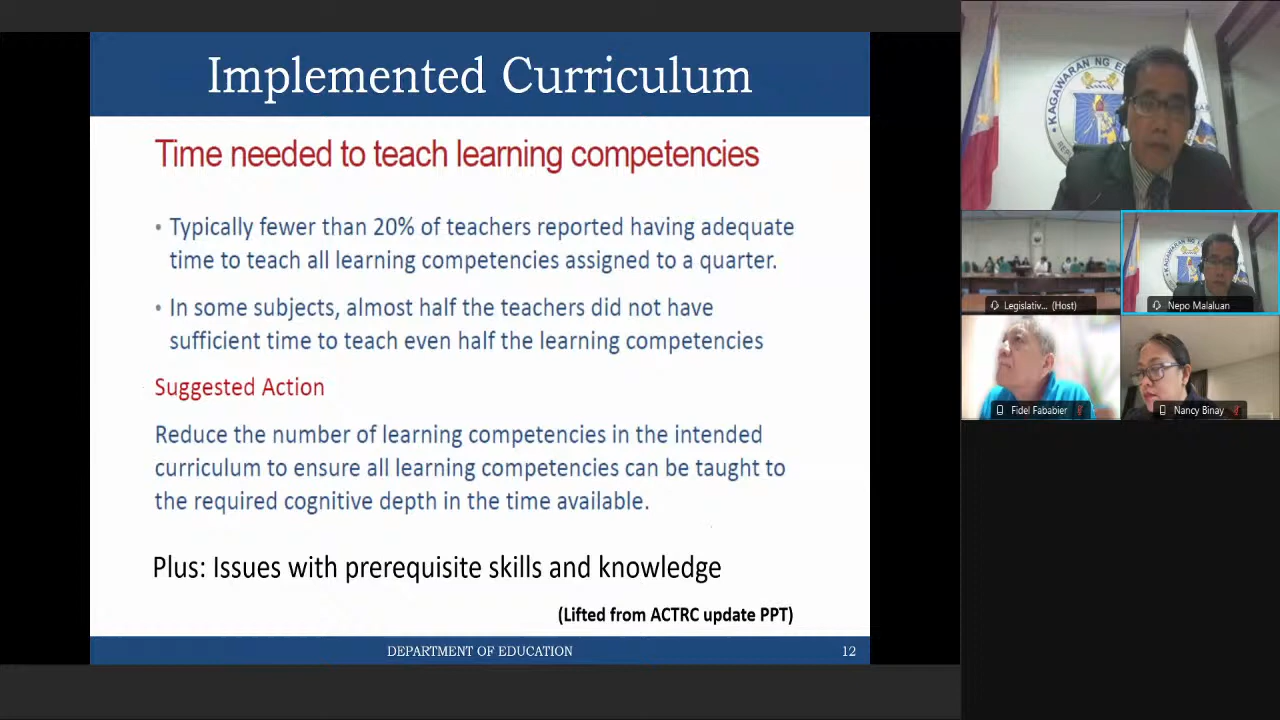 Implemented Curriculum
Time needed to teach learning competencies
• Typically fewer than 20% of teachers reported having adequate
time to teach all learning competencies assigned to a quarter.
• In some subjects, almost half the teachers did not have
sufficient time to teach even half the learning competencies
Suggested Action
Reduce the number of learning competencies in the intended
curriculum to ensure all learning competencies can be taught to
the required cognitive depth in the time available.
Plus: Issues with prerequisite skills and knowledge
(Lifted from ACTRC update PPT)
DEPARTMENT OF EDUCATION
12
KAGAWARAN NG
Legislativ... (Host)
Nepo Malaluan
Fidel Fababier
Nancy Binay